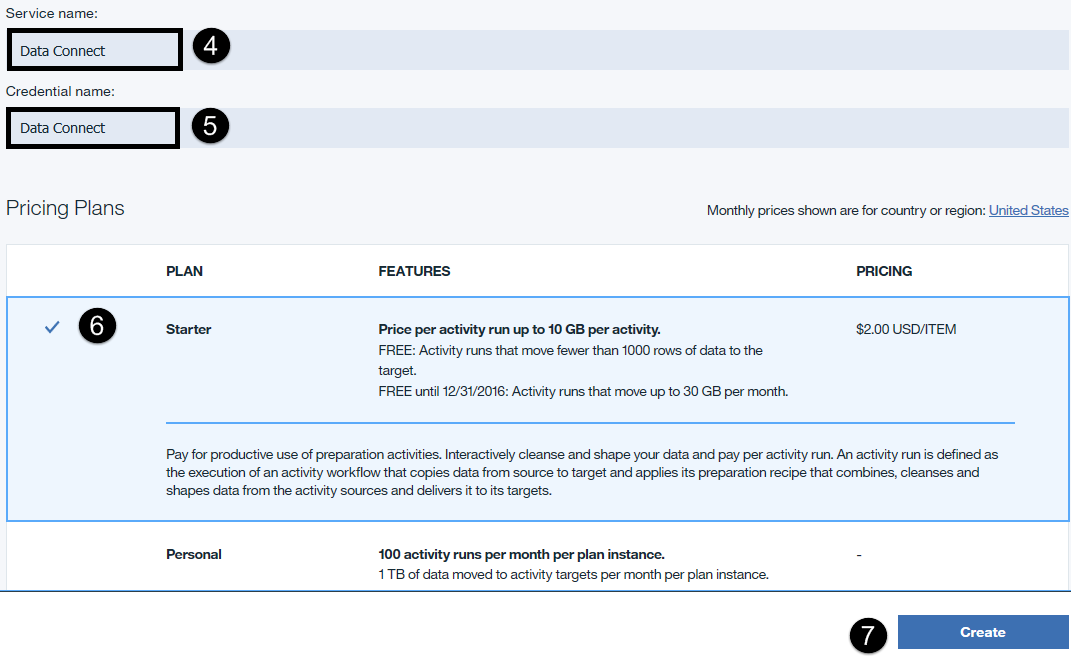 Service name:
Data Connect 4
Credential name:
Data Connect 5
Pricing Plans
Monthly prices shown are for country or region: United States
PLAN FEATURES PRICING
6 Starter Price per activity run up to 10 GB per activity. $2.00 USD/ITEM
FREE: Activity runs that move fewer than 1000 rows of data to the
target.
FREE until 12/31/2016: Activity runs that move up to 30 GB per month.
Pay for productive use of preparation activities. Interactively cleanse and shape your data and pay per activity run. An activity run is defined as
the execution of an activity workflow that copies data from source to target and applies its preparation recipe that combines, cleanses and
shapes data from the activity sources and delivers it to its targets.
Personal 100 activity runs per month per plan instance. -
1 TB of data moved to activity targets per month per plan instance.
7 Create